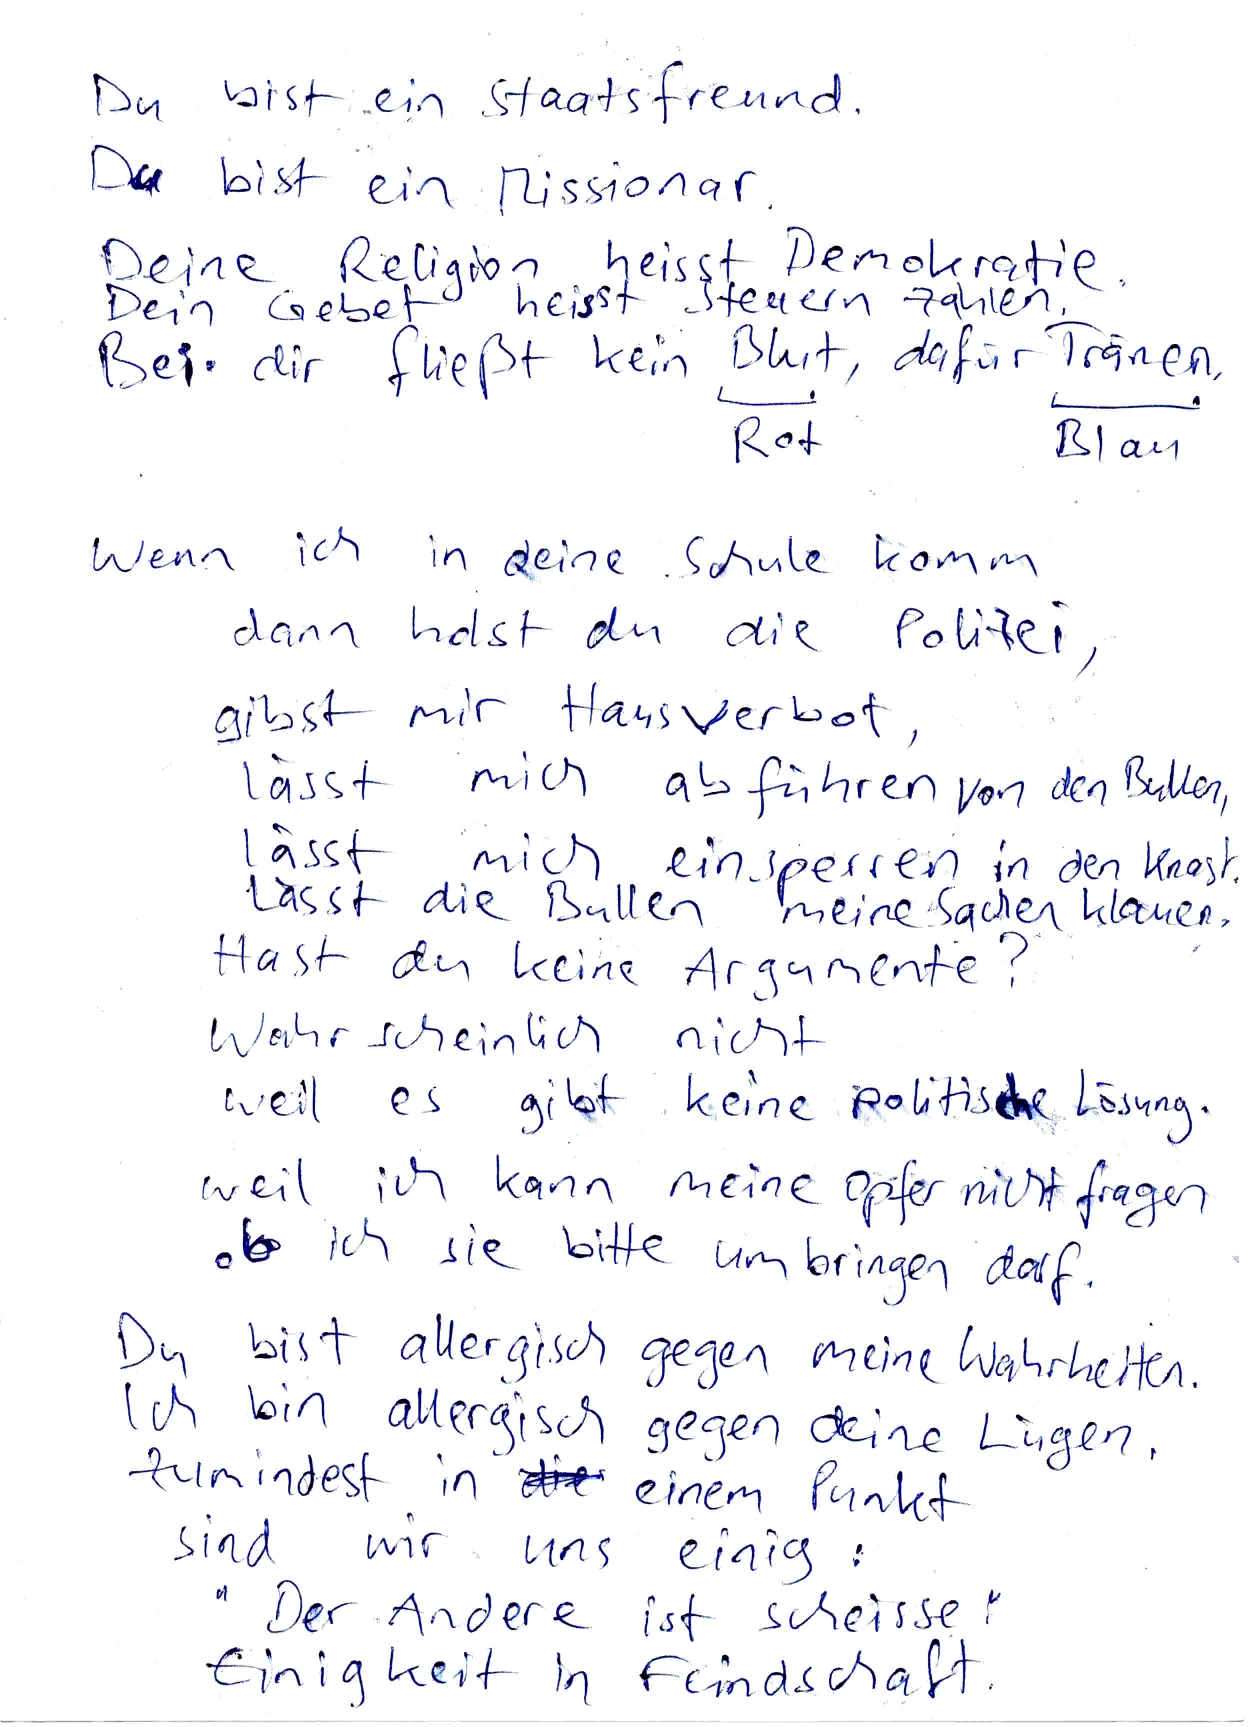 Du bist ein Staatsfreund.
Du bist ein Missionar.
Deine Religion heisst Demokratie.
Dein Gebet heisst Steuern zahlen.
Bei dir fließt kein Blut, dafür Tränen.
Rot Blau
Wenn ich in deine Schule komm
dann holst du die Polizei,
gibst mir Hausverbot,
lässt mich abführen von den Bullen,
lässt mich einsperren in den Knast.
Lässt die Bullen meine Sachen klauen.
Hast du keine Argumente?
Wahrscheinlich nicht
weil es gibt keine politische Lösung.
weil ich kann meine Opfer nicht fragen
ob ich sie bitte umbringen darf.
Du bist allergisch gegen meine Wahrheiten.
Ich bin allergisch gegen deine Lügen.
zumindest in die einem Punkt
sind wir uns einig:
"Der Andere ist scheisse!"
Einigkeit in Feindschaft.